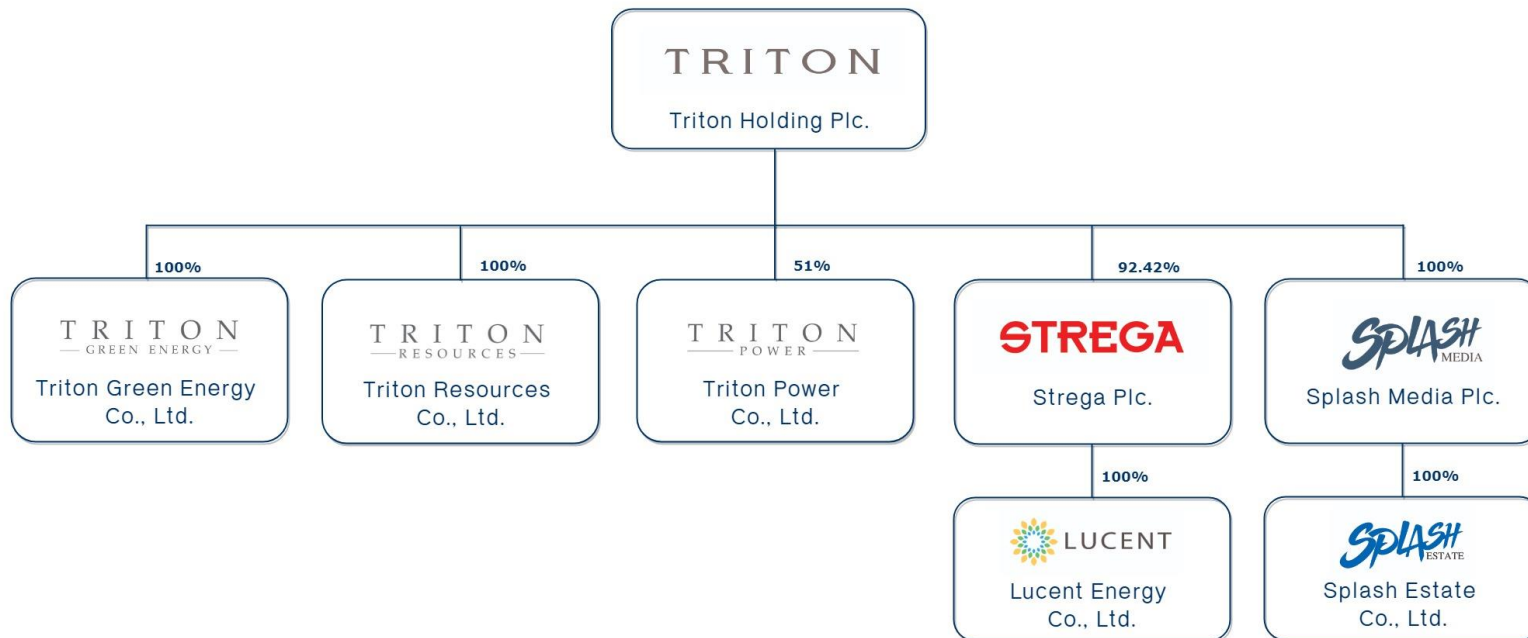 TRITON
Triton Holding Plc.
100%
100%
51%
92.42%
100%
TRITON
GREEN ENERGY
Triton Green Energy
Co., Ltd.
TRITON
RESOURCES
Triton Resources
Co., Ltd.
TRITON
POWER
Triton Power
Co., Ltd.
STREGA
Strega Plc.
SPLASH
MEDIA
Splash Media Plc.
100%
100%
LUCENT
Lucent Energy
Co., Ltd.
SPLASH
ESTATE
Splash Estate
Co., Ltd.